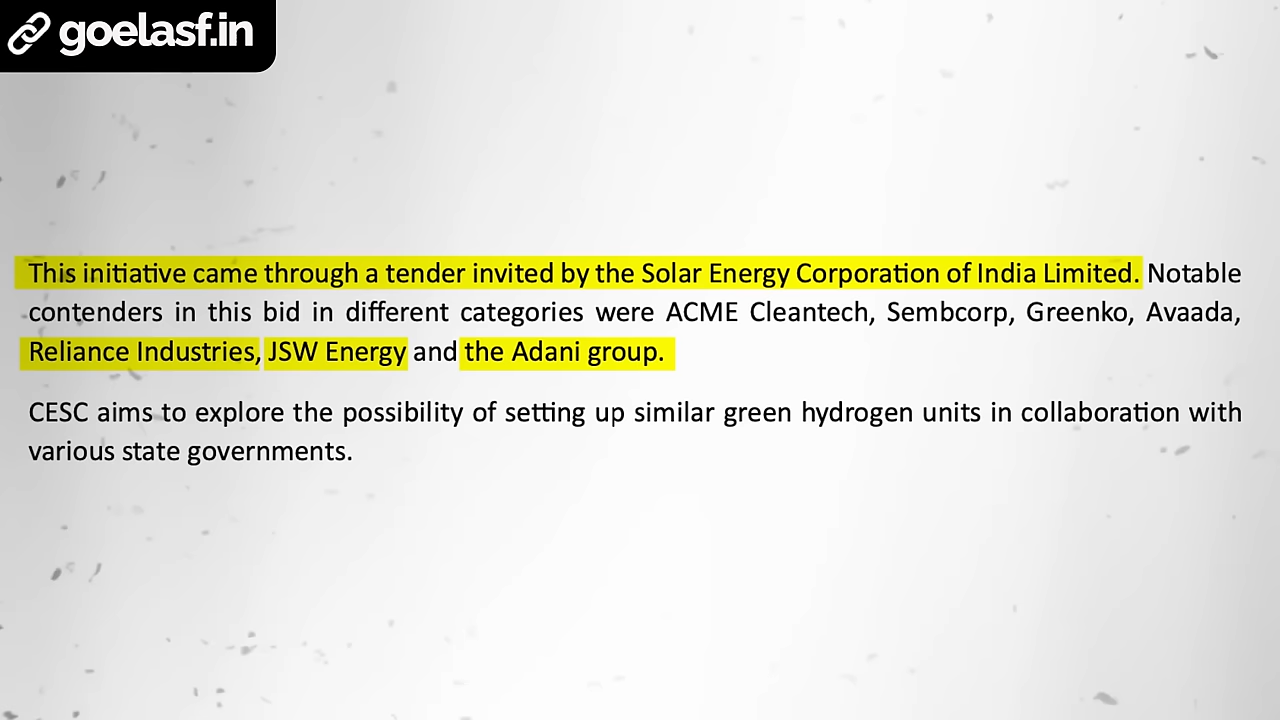 goelasf.in
This initiative came through a tender invited by the Solar Energy Corporation of India Limited. Notable
contenders in this bid in different categories were ACME Cleantech, Sembcorp, Greenko, Avaada,
Reliance Industries, JSW Energy and the Adani group.
CESC aims to explore the possibility of setting up similar green hydrogen units in collaboration with
various state governments.